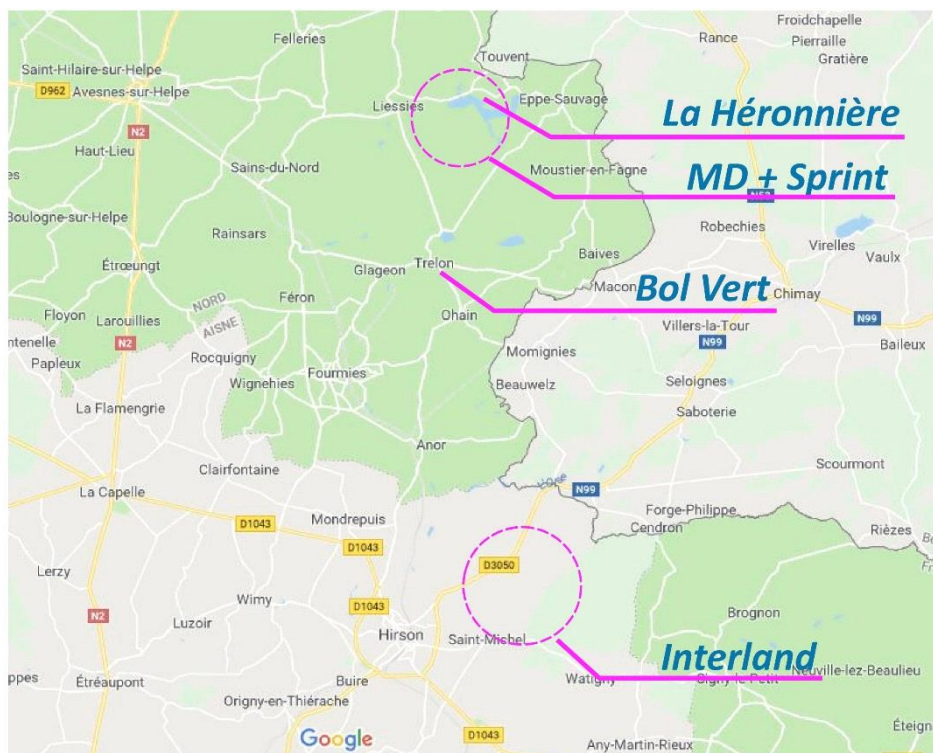 Froidchapelle
Felleries
Rance
Pierraille
Gratière
Touvent
Saint-Hilaire-sur-Helpe
D962
Avesnes-sur-Helpe
Liessies
Eppe-Sauvage
La Héronnière
N2
Haut-Lieu
Sains-du-Nord
Moustier-en-Fagne
MD + Sprint
Boulogne-sur-Helpe
Rainsars
Robechies
Virelles
Vaulx
Étrœungt
Glageon
Trelon
Baives
Macon
Bol Vert
Chimay
NORD
AISNE
Féron
Floyon
Larouillies
Ohain
N99
Villers-la-Tour
N2
N99
Baileux
Papleux
Rocquigny
Momignies
Fourmies
Wignehies
Beauwelz
Seloignes
La Flamengrie
Saboterie
Anor
Clairfontaine
Scourmont
La Capelle
N99
Mondrepuis
Forge-Philippe
Cendron
D1043
Rièzes
D1043
D3050
Lerzy
Wimy
D1043
N2
Luzoir
Hirson
Saint-Michel
Brognon
Interland
Neuville-lez-Beaulieu
Étréaupont
Buire
Watigny
Signy-le-Petit
Origny-en-Thiérache
Google
D1043
Any-Martin-Rieux